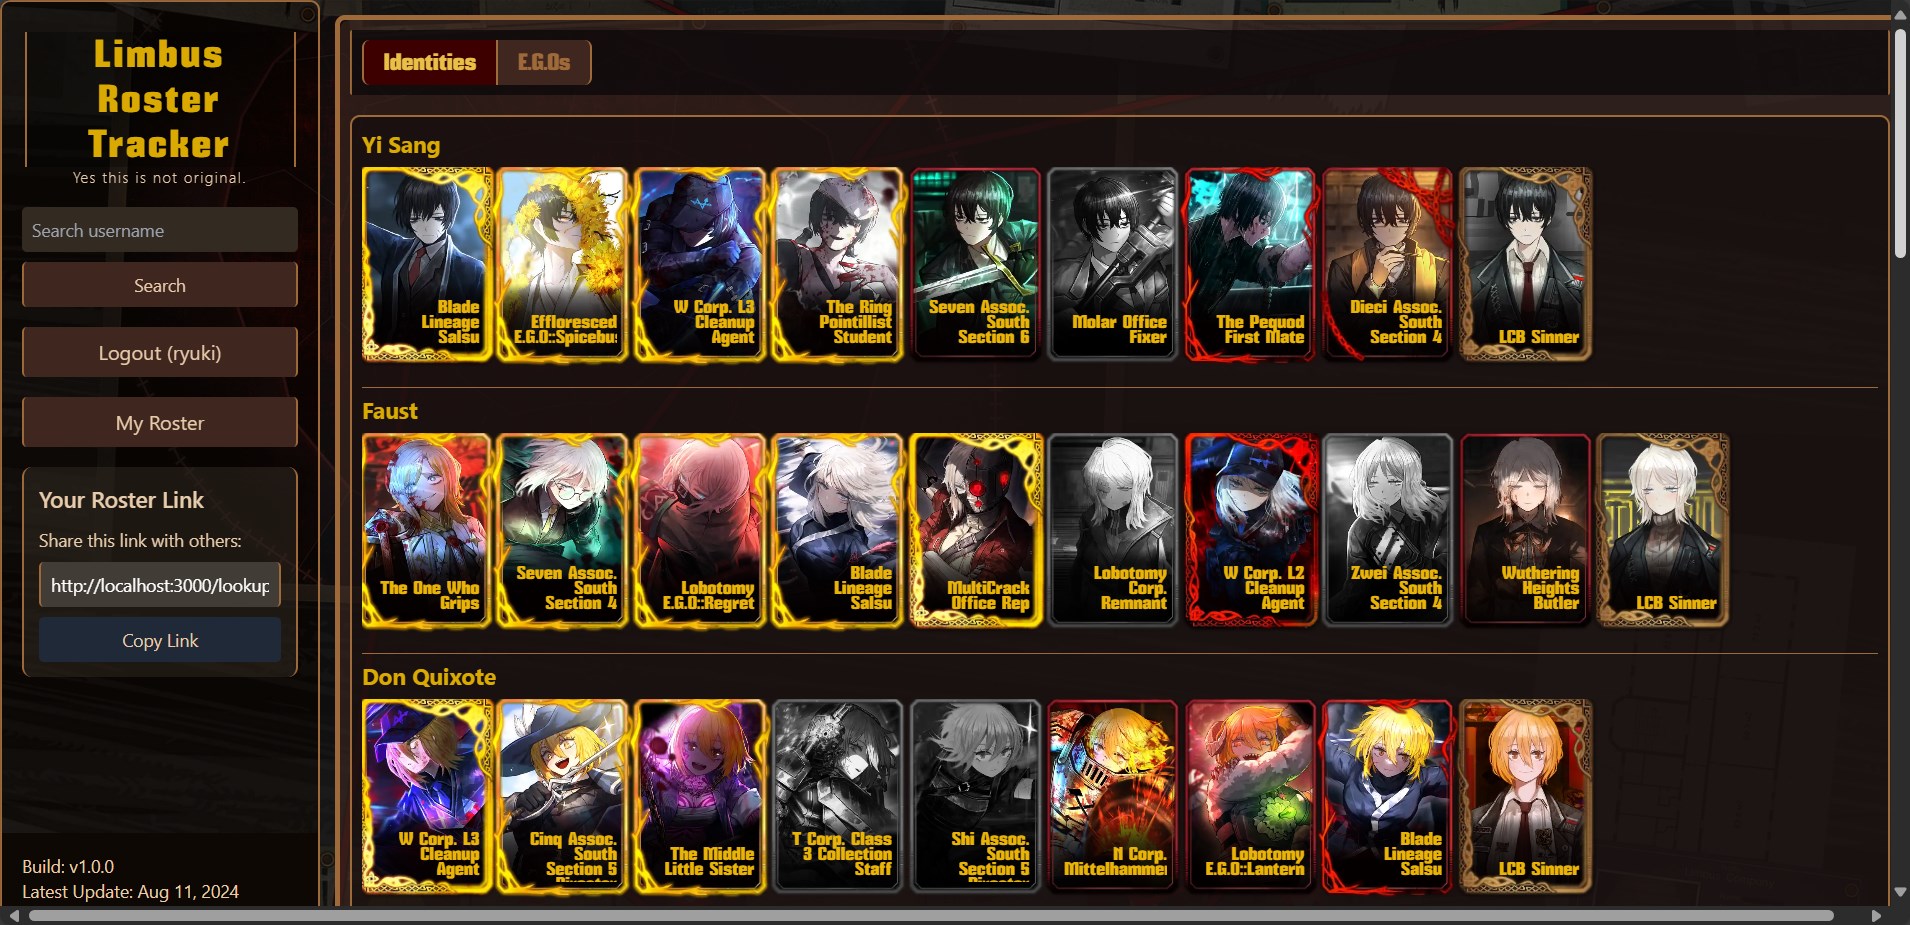 Limbus
Roster
Tracker
Yes this is not original.
Search username
Search
Logout (ryuki)
My Roster
Your Roster Link
Share this link with others:
http://localhost:3000/lookup
Copy Link
Build: v1.0.0
Latest Update: Aug 11, 2024
Identities
E.G.Os
Yi Sang
Blade
Lineage
Salsu
Effloresced
E.G.O::Spicebu
W Corp. L3
Cleanup
Agent
The Ring
Pointillist
Student
Seven Assoc.
South
Section 6
Molar Office
Fixer
The Pequod
First Mate
Dieci Assoc.
South
Section 4
LCB Sinner
Faust
The One Who
Grips
Seven Assoc.
South
Section 4
Lobotomy
E.G.O::Regret
Blade
Lineage
Salsu
MultiCrack
Office Rep
Lobotomy
Corp.
Remnant
W Corp. L2
Cleanup
Agent
Zwei Assoc.
South
Section 4
Wuthering
Heights
Butler
LCB Sinner
Don Quixote
W Corp. L3
Cleanup
Agent
Cinq Assoc.
South
Section 5
Director
The Middle
Little Sister
T Corp. Class
3 Collection
Staff
Shi Assoc.
South
Section 5
Director
N Corp.
Mittelhammer
Lobotomy
E.G.O::Lantern
Blade
Lineage
Salsu
LCB Sinner